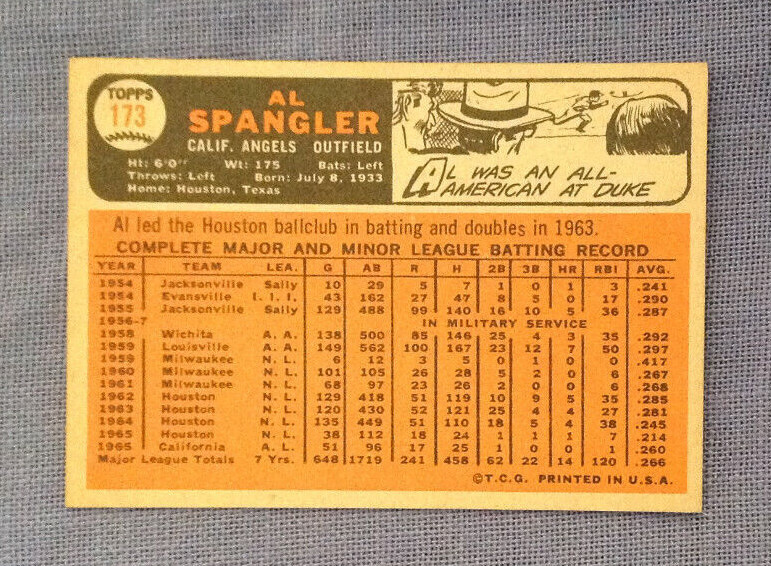 TOPPS
173
AL
SPANGLER
CALIF. ANGELS OUTFIELD
Ht: 6'0" Wt: 175 Bats: Left
Throws: Left Born: July 8, 1933
Home: Houston, Texas
AL WAS AN ALL-
AMERICAN AT DUKE
Al led the Houston ballclub in batting and doubles in 1963.
COMPLETE MAJOR AND MINOR LEAGUE BATTING RECORD
YEAR TEAM LEA. G AB R H 2B 3B HR RBI AVG.
1954 Jacksonville Sally 10 29 5 7 1 0 1 3 .241
1954 Evansville I. I. I. 43 162 27 47 8 5 0 17 .290
1955 Jacksonville Sally 129 488 99 140 16 10 5 36 .287
1956-7 IN MILITARY SERVICE
1958 Wichita A. A. 138 500 85 146 25 4 3 35 .292
1959 Louisville A. A. 149 562 100 167 23 12 7 50 .297
1959 Milwaukee N. L. 6 12 3 5 0 1 0 0 .417
1960 Milwaukee N. L. 101 105 26 28 5 2 0 6 .267
1961 Milwaukee N. L. 68 97 23 26 2 0 0 6 .268
1962 Houston N. L. 129 418 51 119 10 9 5 35 .285
1963 Houston N. L. 120 430 52 121 25 4 4 27 .281
1964 Houston N. L. 135 449 51 110 18 5 4 38 .245
1965 Houston N. L. 38 112 18 24 1 1 1 7 .214
1965 California A. L. 51 96 17 25 1 0 0 1 .260
Major League Totals 7 Yrs. 648 1719 241 458 62 22 14 120 .266
©T.C.G. PRINTED IN U.S.A.